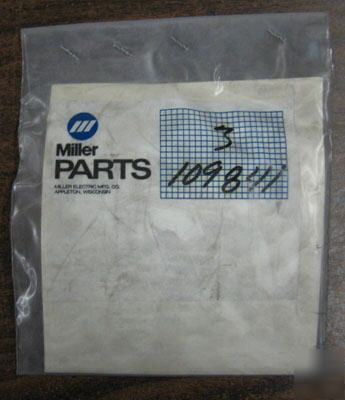 Miller
PARTS
MILLER ELECTRIC MFG. CO.
APPLETON, WISCONSIN
3
109841